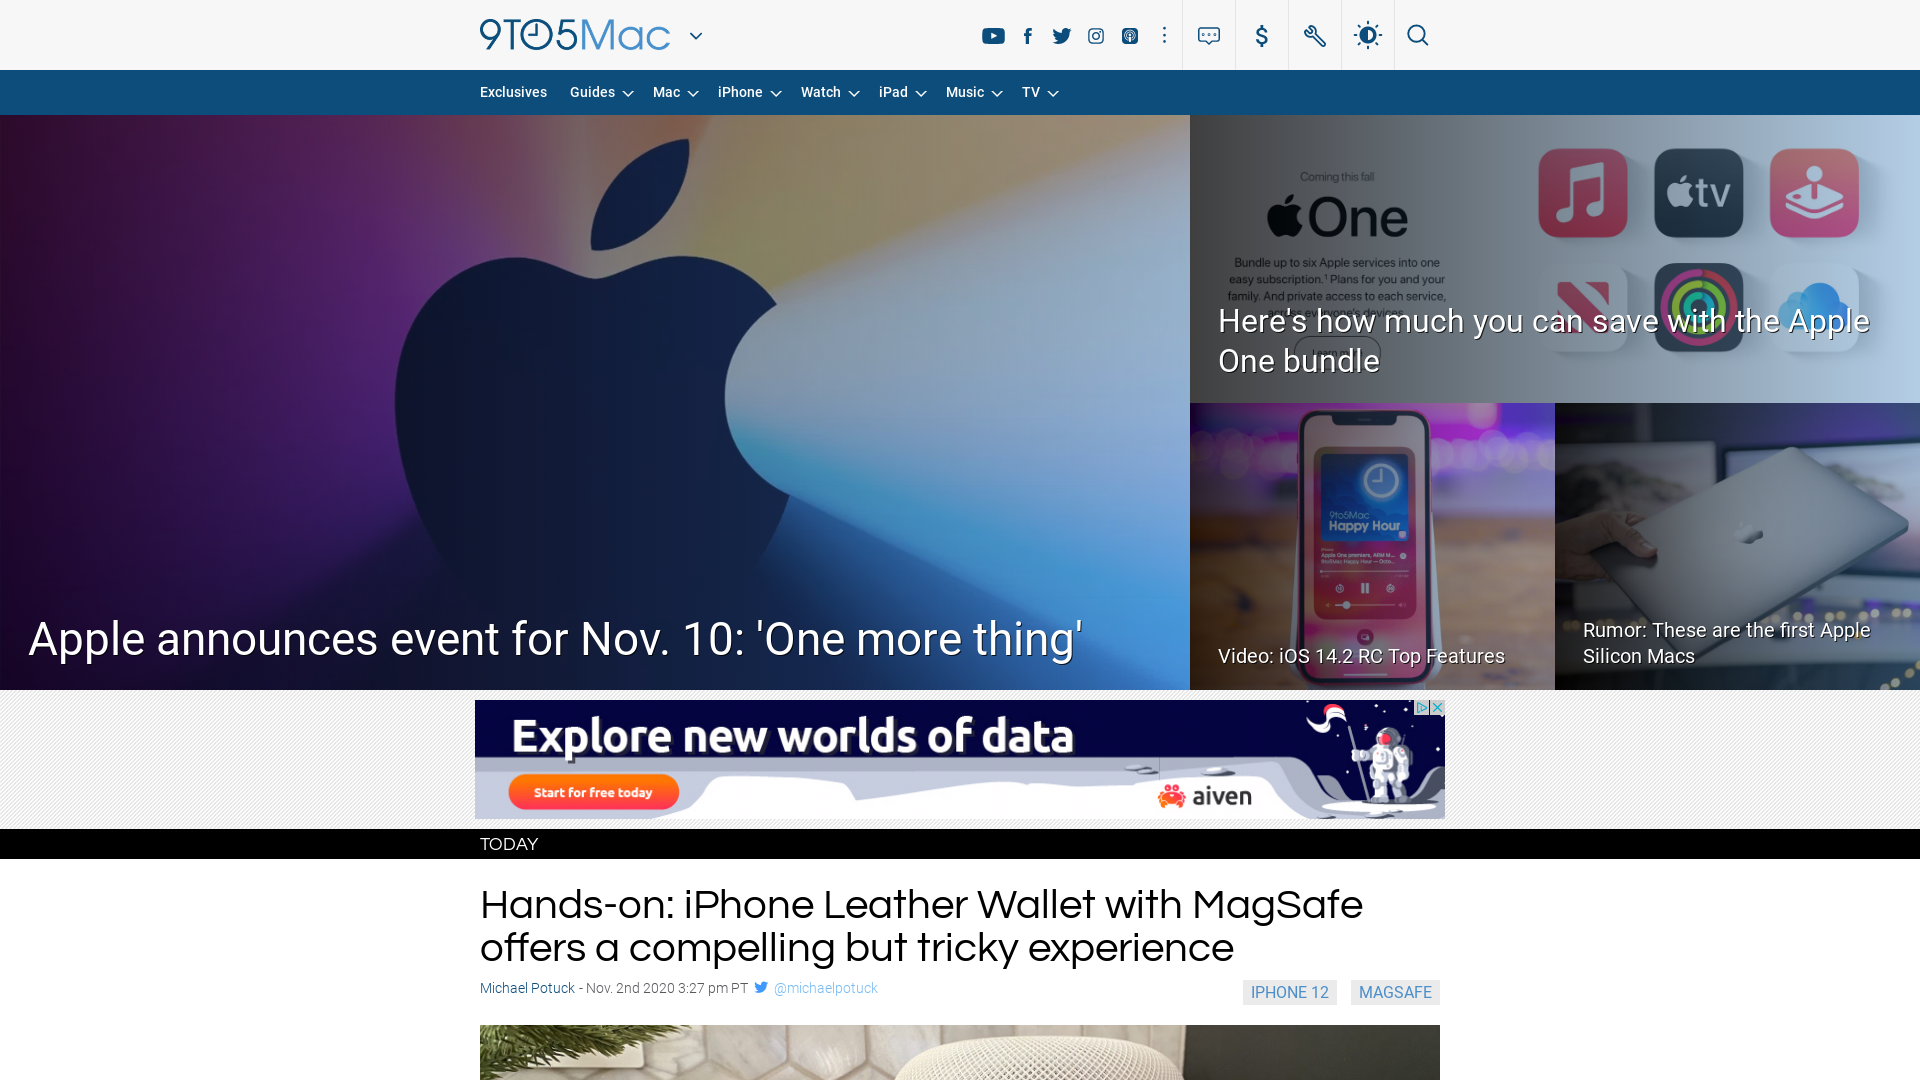 9TO5Mac
Exclusives
Guides
Mac
iPhone
Watch
iPad
Music
TV
Apple announces event for Nov. 10: 'One more thing'
Coming this fall
One
Bundle up to six Apple services into one
easy subscription.¹ Plans for you and your
family. And private access to each service,
across everyone's devices.
tv
Here's how much you can save with the Apple
One bundle
9to5Mac
Happy Hour
Video: iOS 14.2 RC Top Features
Rumor: These are the first Apple
Silicon Macs
Explore new worlds of data
Start for free today
aiven
TODAY
Hands-on: iPhone Leather Wallet with MagSafe
offers a compelling but tricky experience
Michael Potuck - Nov. 2nd 2020 3:27 pm PT @michaelpotuck
IPHONE 12
MAGSAFE